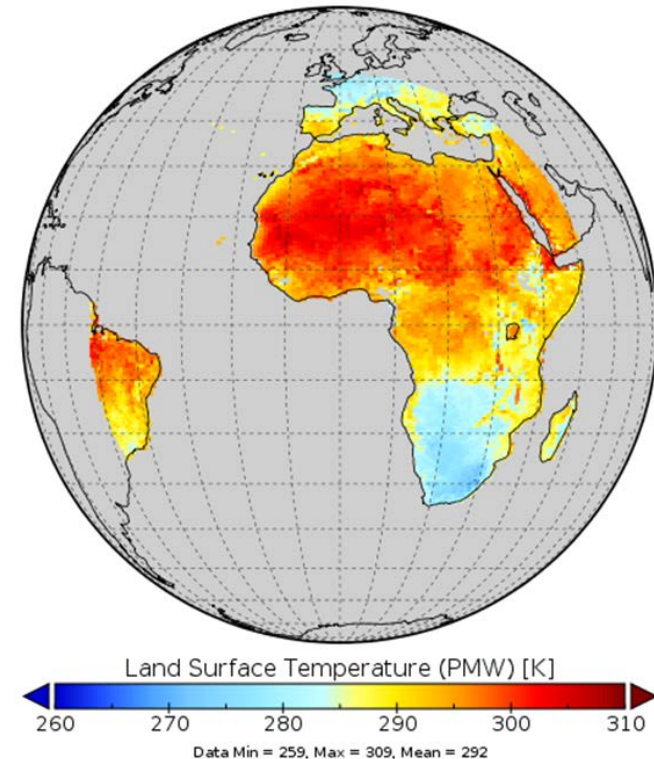 Land Surface Temperature (PMW) [K]
260 270 280 290 300 310
Data Min = 259, Max = 309, Mean = 292